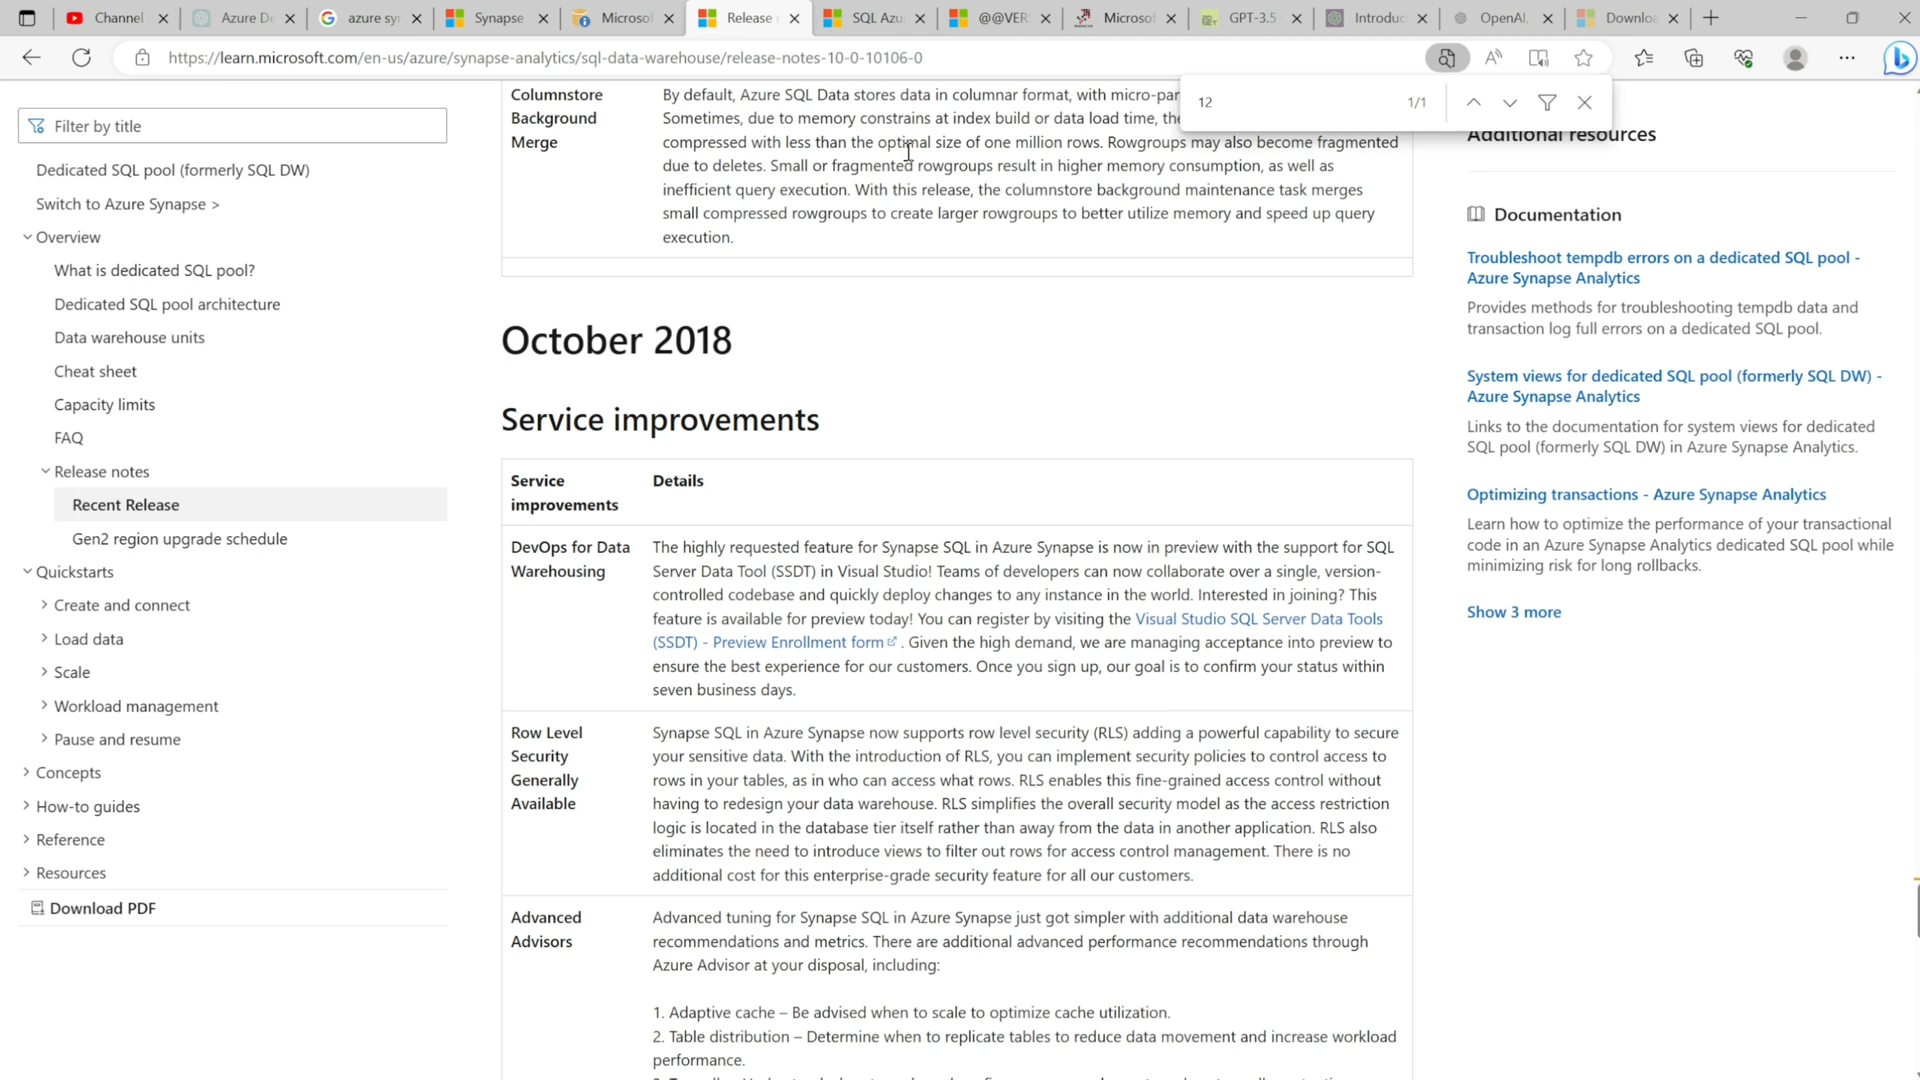 Channel
Azure De
azure syn
Synapse
Microso
Release
SQL Azu
@@VER
Microso
GPT-3.5
Introduc
OpenAI,
Downloa
https://learn.microsoft.com/en-us/azure/synapse-analytics/sql-data-warehouse/release-notes-10-0-10106-0
12
1/1
Filter by title
Dedicated SQL pool (formerly SQL DW)
Switch to Azure Synapse >
Overview
What is dedicated SQL pool?
Dedicated SQL pool architecture
Data warehouse units
Cheat sheet
Capacity limits
FAQ
Release notes
Recent Release
Gen2 region upgrade schedule
Quickstarts
Create and connect
Load data
Scale
Workload management
Pause and resume
Concepts
How-to guides
Reference
Resources
Download PDF
Columnstore
Background
Merge
By default, Azure SQL Data stores data in columnar format, with micro-par
Sometimes, due to memory constrains at index build or data load time, the
compressed with less than the optimal size of one million rows. Rowgroups may also become fragmented
due to deletes. Small or fragmented rowgroups result in higher memory consumption, as well as
inefficient query execution. With this release, the columnstore background maintenance task merges
small compressed rowgroups to create larger rowgroups to better utilize memory and speed up query
execution.
October 2018
Service improvements
Service
improvements
Details
DevOps for Data
Warehousing
The highly requested feature for Synapse SQL in Azure Synapse is now in preview with the support for SQL
Server Data Tool (SSDT) in Visual Studio! Teams of developers can now collaborate over a single, version-
controlled codebase and quickly deploy changes to any instance in the world. Interested in joining? This
feature is available for preview today! You can register by visiting the Visual Studio SQL Server Data Tools
(SSDT) - Preview Enrollment form . Given the high demand, we are managing acceptance into preview to
ensure the best experience for our customers. Once you sign up, our goal is to confirm your status within
seven business days.
Row Level
Security
Generally
Available
Synapse SQL in Azure Synapse now supports row level security (RLS) adding a powerful capability to secure
your sensitive data. With the introduction of RLS, you can implement security policies to control access to
rows in your tables, as in who can access what rows. RLS enables this fine-grained access control without
having to redesign your data warehouse. RLS simplifies the overall security model as the access restriction
logic is located in the database tier itself rather than away from the data in another application. RLS also
eliminates the need to introduce views to filter out rows for access control management. There is no
additional cost for this enterprise-grade security feature for all our customers.
Advanced
Advisors
Advanced tuning for Synapse SQL in Azure Synapse just got simpler with additional data warehouse
recommendations and metrics. There are additional advanced performance recommendations through
Azure Advisor at your disposal, including:
1. Adaptive cache – Be advised when to scale to optimize cache utilization.
2. Table distribution – Determine when to replicate tables to reduce data movement and increase workload
performance.
Additional resources
Documentation
Troubleshoot tempdb errors on a dedicated SQL pool -
Azure Synapse Analytics
Provides methods for troubleshooting tempdb data and
transaction log full errors on a dedicated SQL pool.
System views for dedicated SQL pool (formerly SQL DW) -
Azure Synapse Analytics
Links to the documentation for system views for dedicated
SQL pool (formerly SQL DW) in Azure Synapse Analytics.
Optimizing transactions - Azure Synapse Analytics
Learn how to optimize the performance of your transactional
code in an Azure Synapse Analytics dedicated SQL pool while
minimizing risk for long rollbacks.
Show 3 more